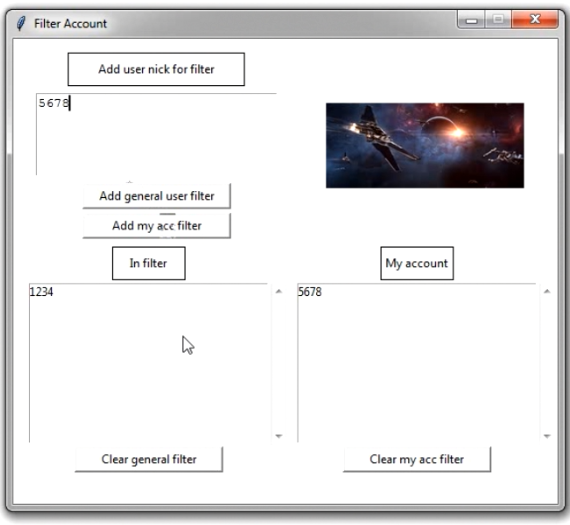 Filter Account
Add user nick for filter
5678
Add general user filter
Add my acc filter
In filter
My account
1234
5678
Clear general filter
Clear my acc filter